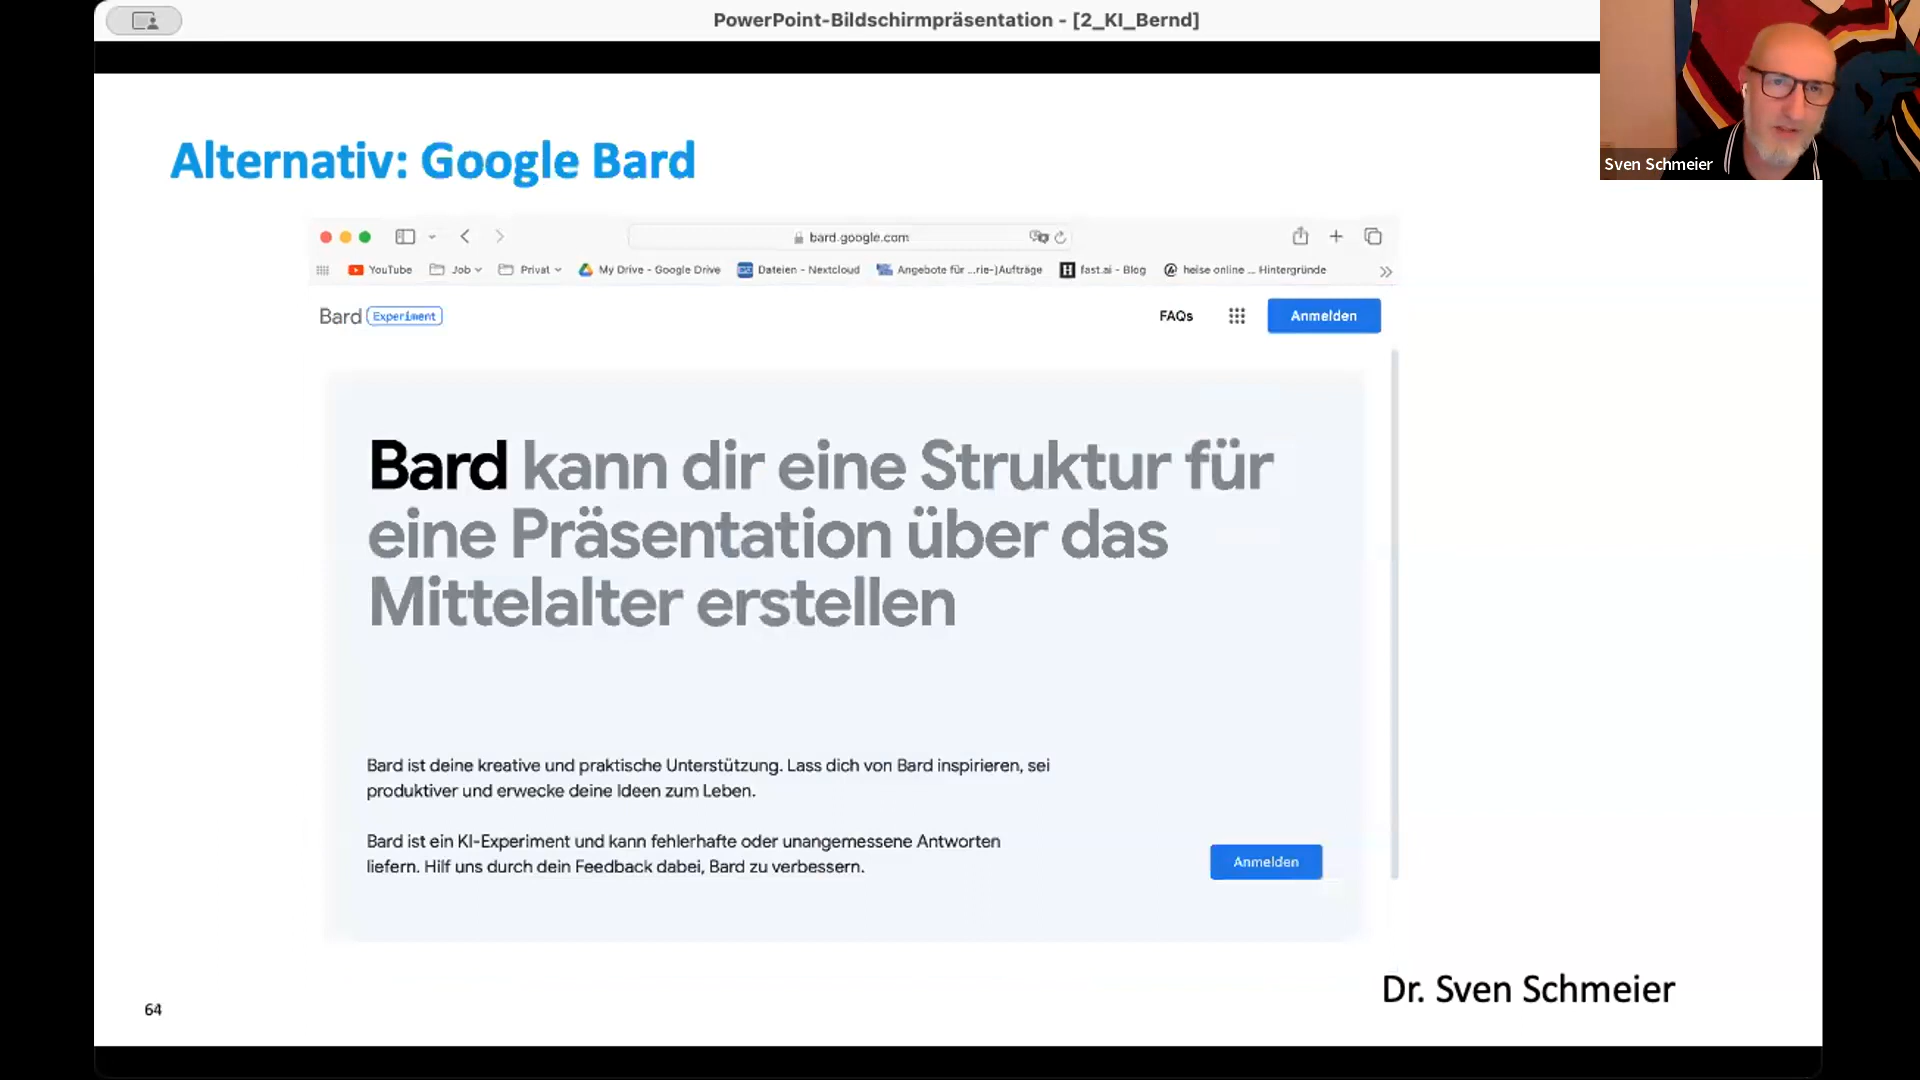 PowerPoint-Bildschirmpräsentation - [2_KI_Bernd]
Sven Schmeier
Alternativ: Google Bard
bard.google.com
YouTube Job Privat My Drive - Google Drive Dateien - Nextcloud Angebote für ...rie-)Aufträge fast.ai - Blog heise online ... Hintergründe
Bard Experiment FAQs Anmelden
Bard kann dir eine Struktur für
eine Präsentation über das
Mittelalter erstellen
Bard ist deine kreative und praktische Unterstützung. Lass dich von Bard inspirieren, sei
produktiver und erwecke deine Ideen zum Leben.
Bard ist ein KI-Experiment und kann fehlerhafte oder unangemessene Antworten
liefern. Hilf uns durch dein Feedback dabei, Bard zu verbessern.
Anmelden
Dr. Sven Schmeier
64